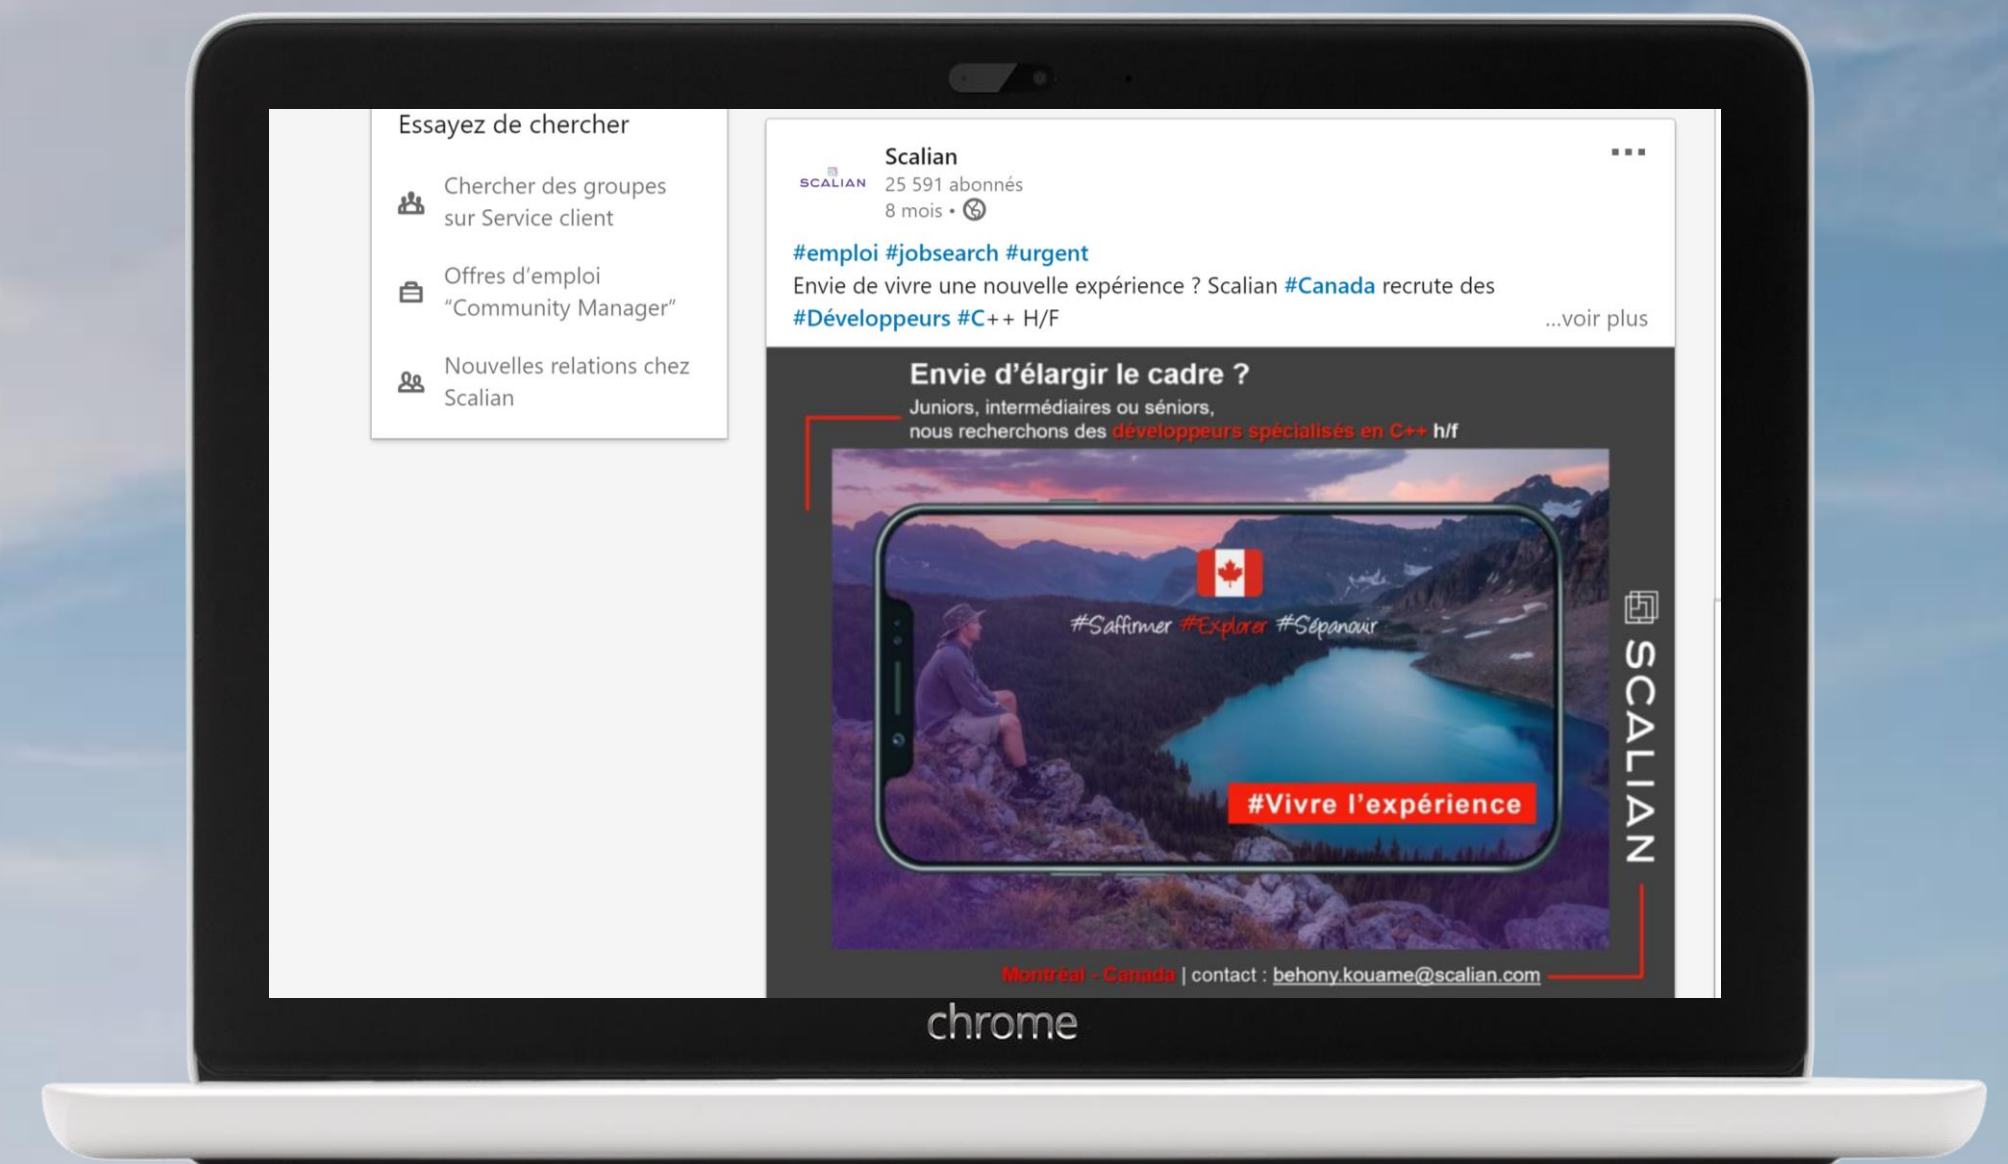 Essayez de chercher
Chercher des groupes
sur Service client
Offres d'emploi
"Community Manager"
Nouvelles relations chez
Scalian
SCALIAN
Scalian
25 591 abonnés
8 mois •
#emploi #jobsearch #urgent
Envie de vivre une nouvelle expérience ? Scalian #Canada recrute des
#Développeurs #C++ H/F
...voir plus
Envie d'élargir le cadre ?
Juniors, intermédiaires ou séniors,
nous recherchons des développeurs spécialisés en C++ h/f
#Saffirmer #Explorer #Sépanouir
#Vivre l'expérience
SCALIAN
Montréal - Canada | contact : behony.kouame@scalian.com
chrome